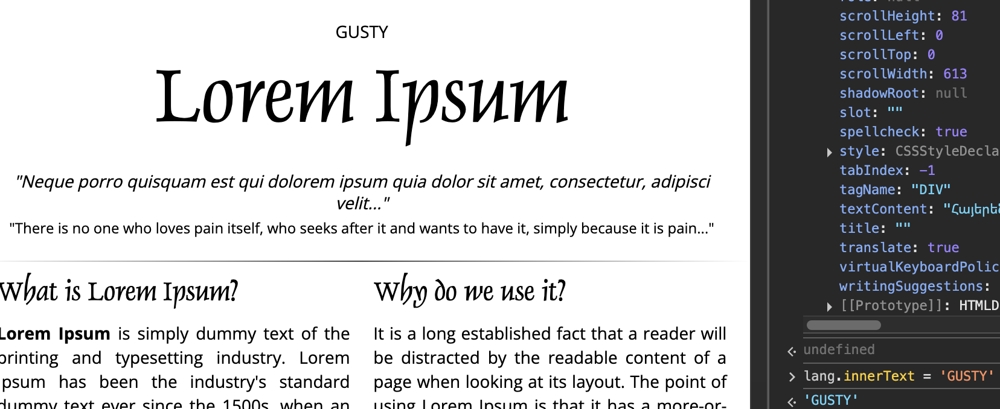 GUSTY
Lorem Ipsum
"Neque porro quisquam est qui dolorem ipsum quia dolor sit amet, consectetur, adipisci
velit..."
"There is no one who loves pain itself, who seeks after it and wants to have it, simply because it is pain..."
What is Lorem Ipsum?
Lorem Ipsum is simply dummy text of the
printing and typesetting industry. Lorem
Ipsum has been the industry's standard
dummy text ever since the 1500s, when an
Why do we use it?
It is a long established fact that a reader will
be distracted by the readable content of a
page when looking at its layout. The point of
using Lorem Ipsum is that it has a more-or-
role: null
scrollHeight: 81
scrollLeft: 0
scrollTop: 0
scrollWidth: 613
shadowRoot: null
slot: ""
spellcheck: true
style: CSSStyleDecla
tabIndex: -1
tagName: "DIV"
textContent: "Հայերե
title: ""
translate: true
virtualKeyboardPolic
writingSuggestions:
[[Prototype]]: HTMLD
undefined
lang.innerText = 'GUSTY'
'GUSTY'